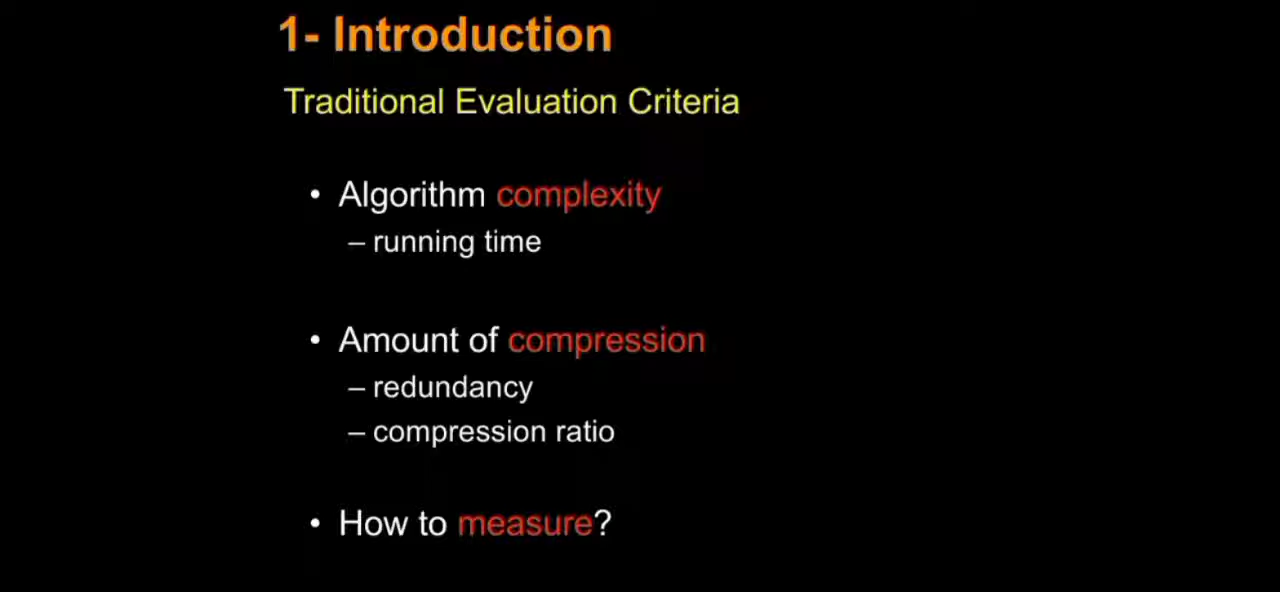 1- Introduction
Traditional Evaluation Criteria
• Algorithm complexity
– running time
• Amount of compression
– redundancy
– compression ratio
• How to measure?